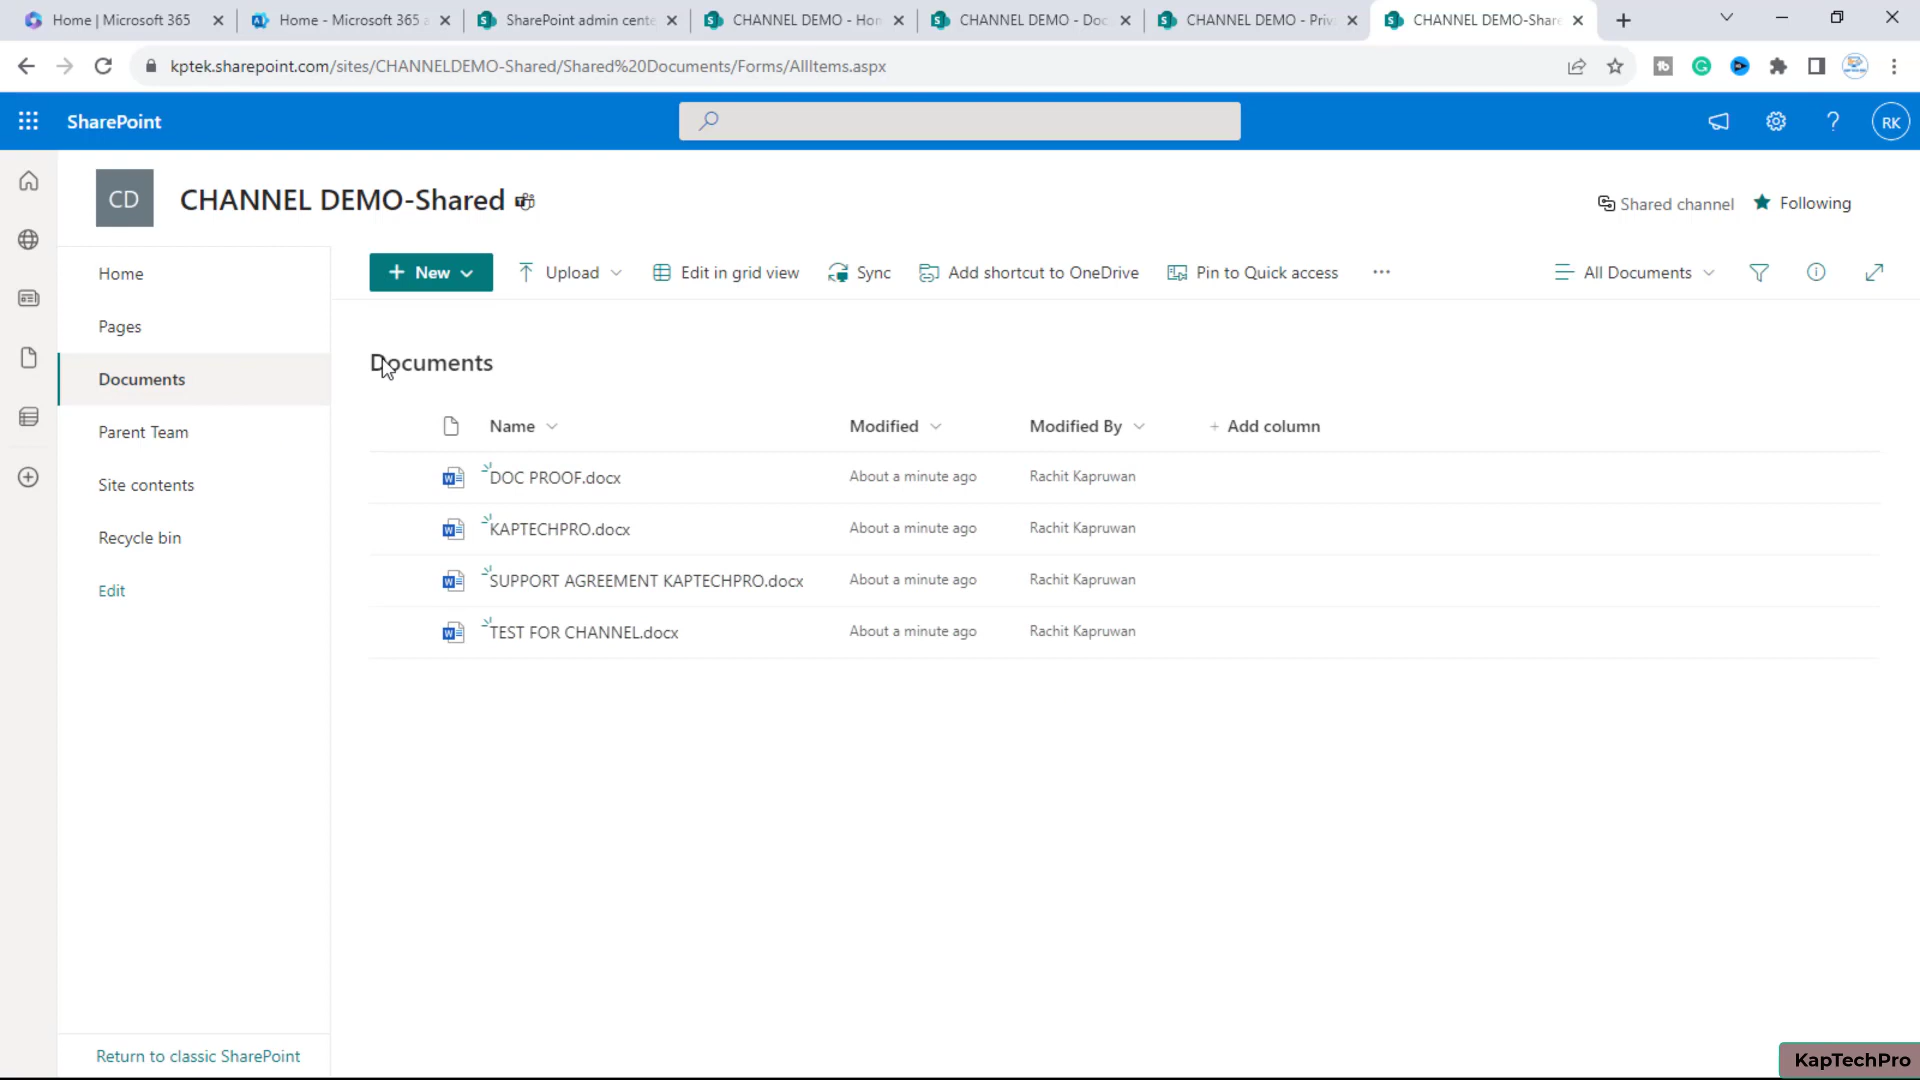 Home | Microsoft 365
Home - Microsoft 365 a
SharePoint admin cente
CHANNEL DEMO - Hom
CHANNEL DEMO - Doc
CHANNEL DEMO - Priv
CHANNEL DEMO-Share
kptek.sharepoint.com/sites/CHANNELDEMO-Shared/Shared%20Documents/Forms/AllItems.aspx
SharePoint
RK
CD
CHANNEL DEMO-Shared
Shared channel
Following
Home
Pages
Documents
Parent Team
Site contents
Recycle bin
Edit
Return to classic SharePoint
+ New
Upload
Edit in grid view
Sync
Add shortcut to OneDrive
Pin to Quick access
...
All Documents
Documents
Name Modified Modified By + Add column
DOC PROOF.docx About a minute ago Rachit Kapruwan
KAPTECHPRO.docx About a minute ago Rachit Kapruwan
SUPPORT AGREEMENT KAPTECHPRO.docx About a minute ago Rachit Kapruwan
TEST FOR CHANNEL.docx About a minute ago Rachit Kapruwan
KapTechPro